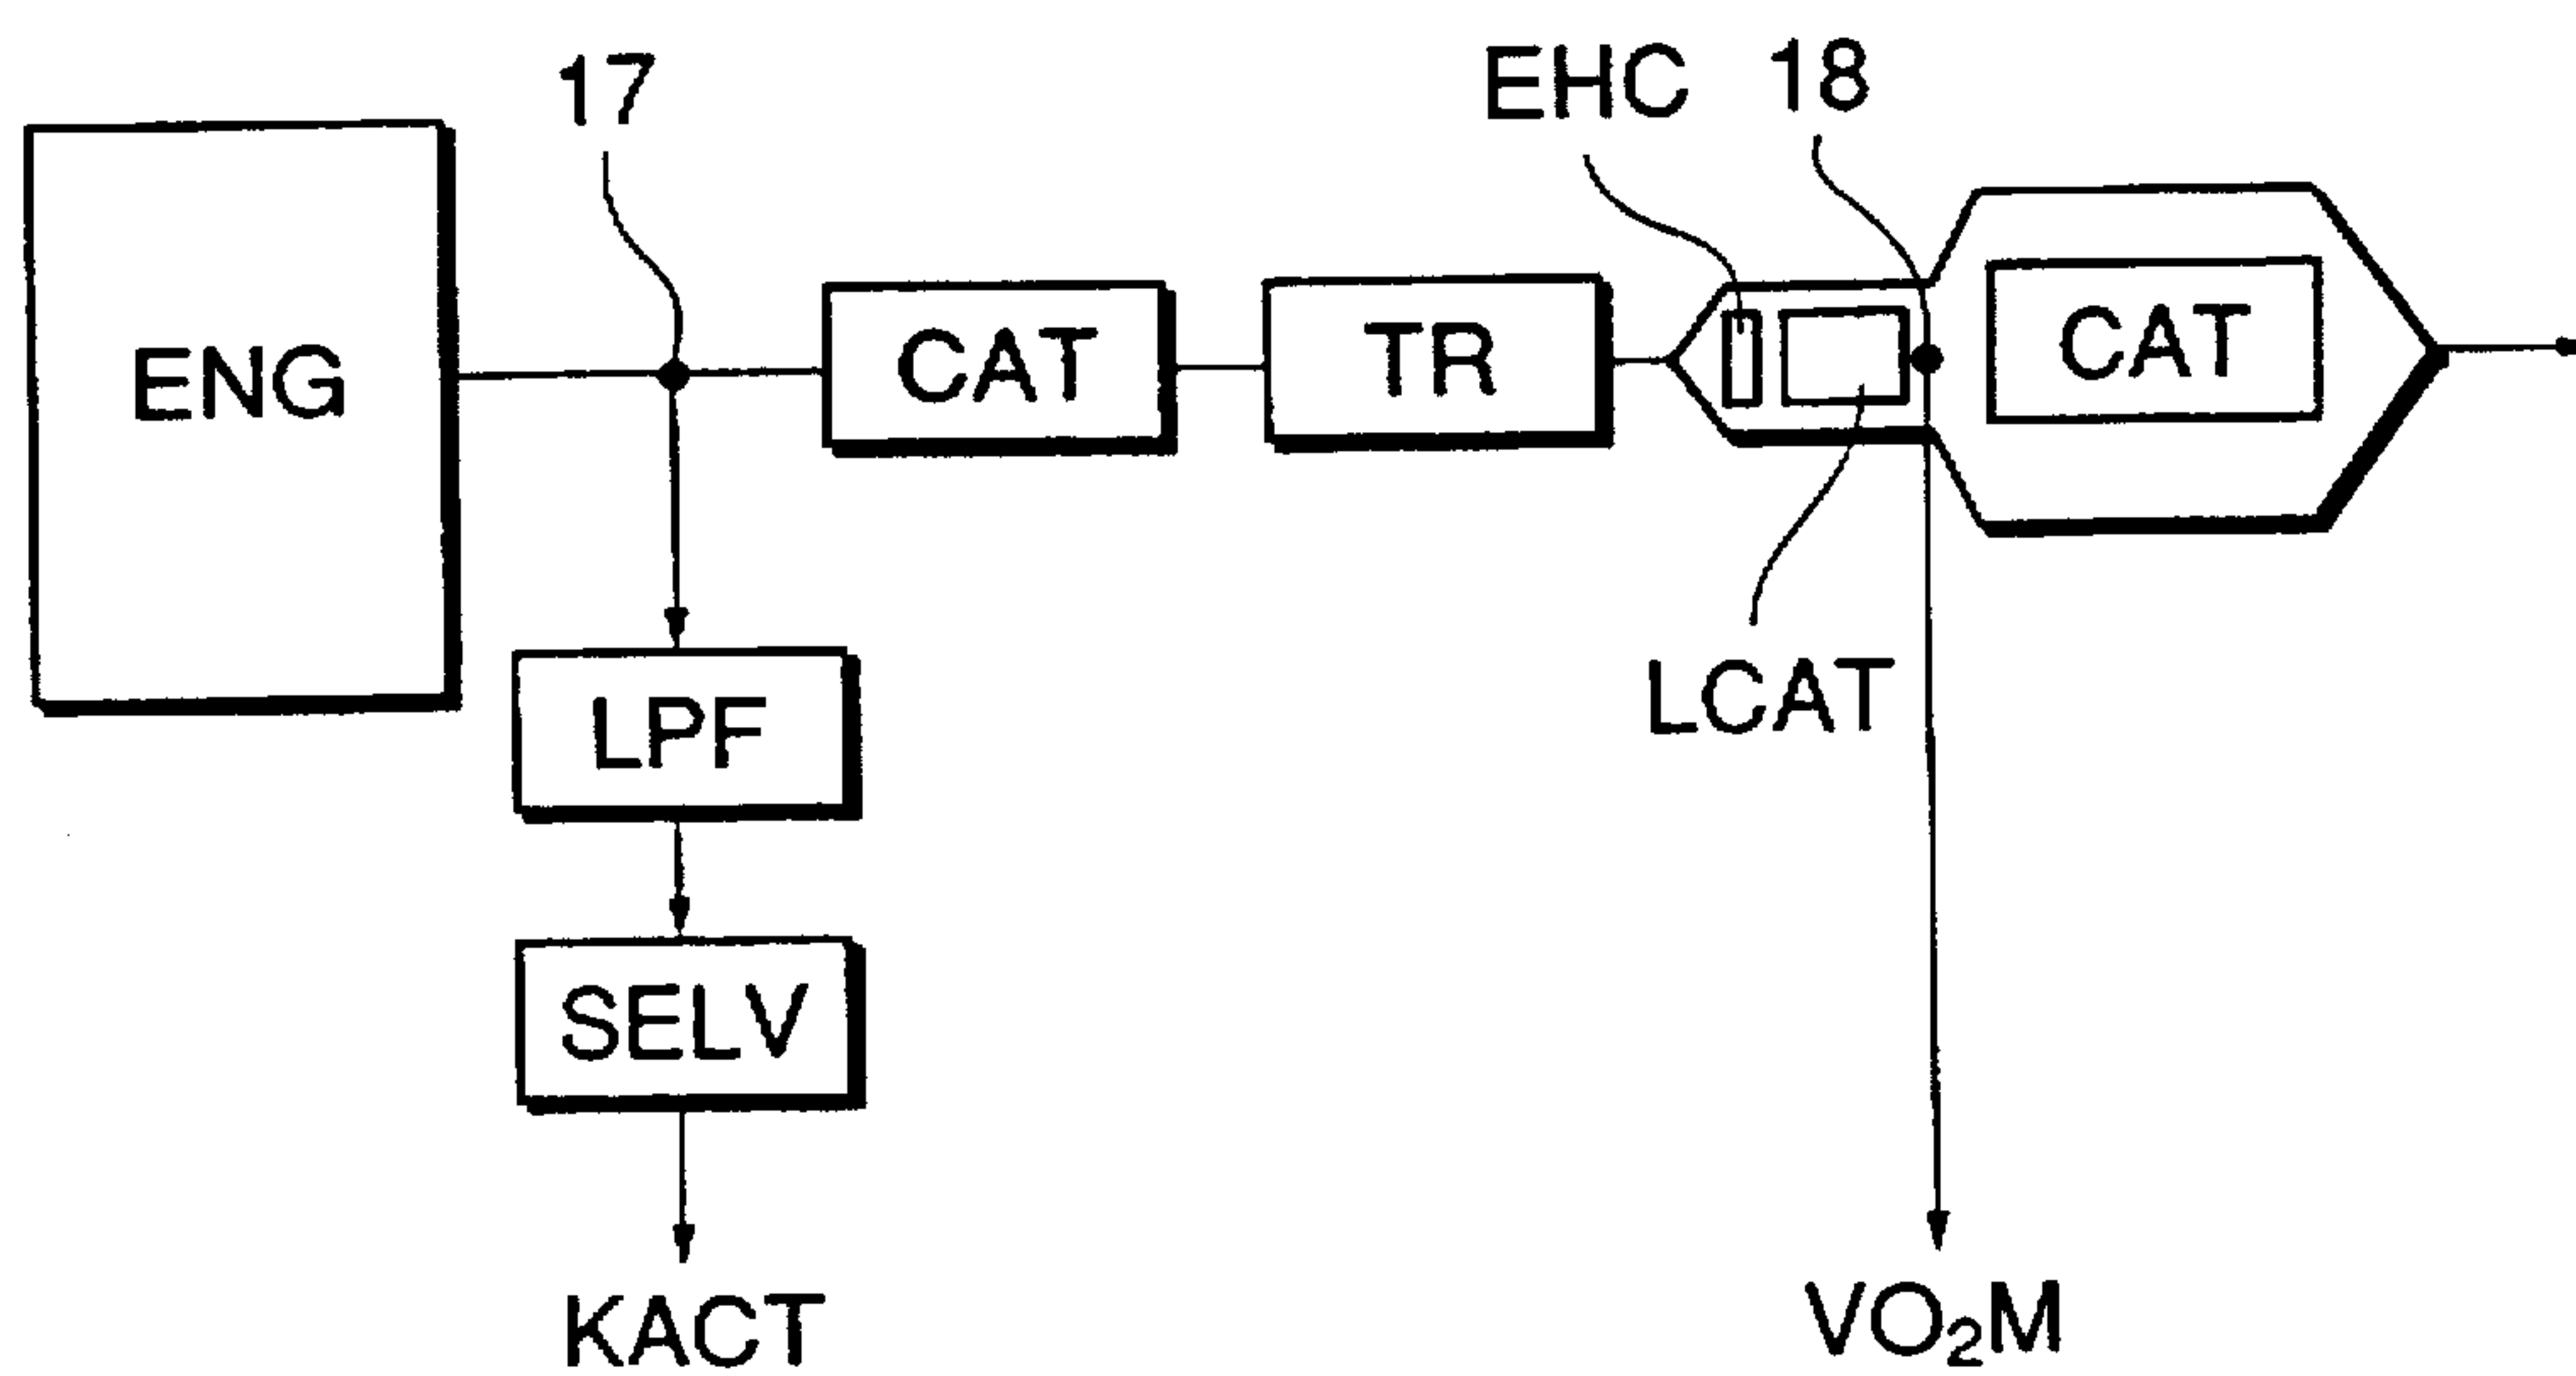 17
EHC
18
ENG
CAT
TR
CAT
LPF
LCAT
SELV
KACT
VO₂M